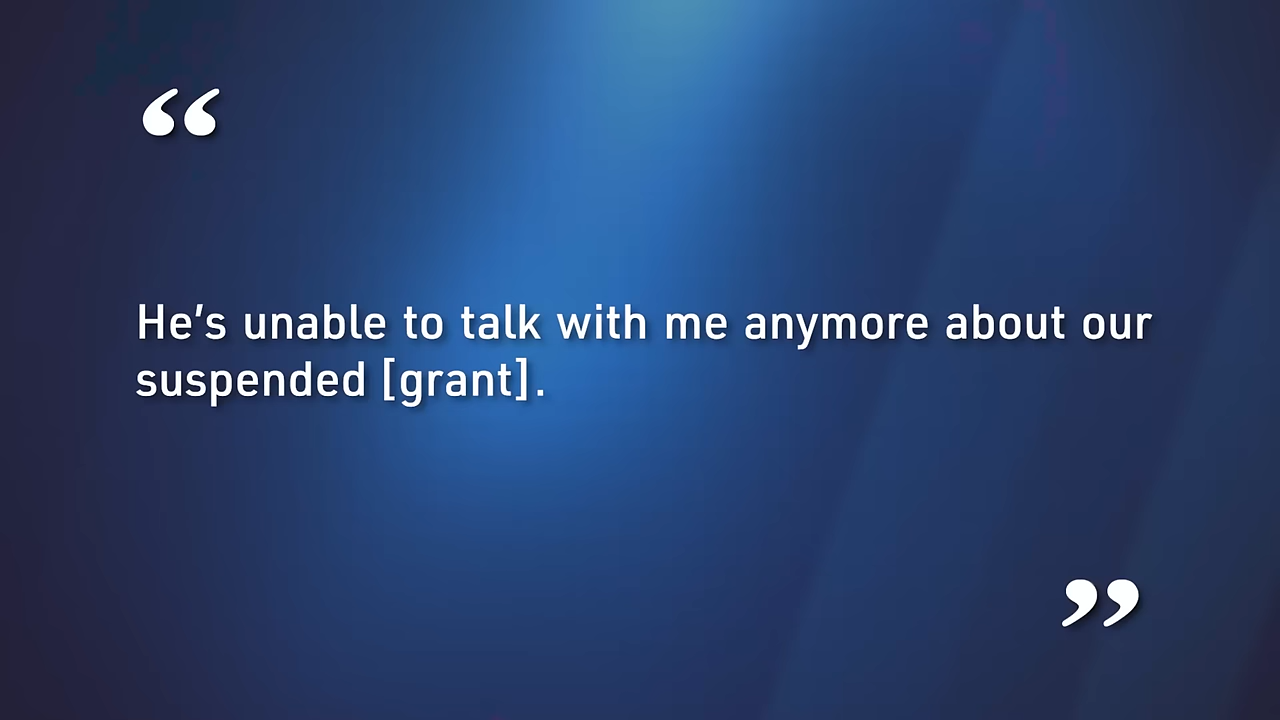 “
He’s unable to talk with me anymore about our
suspended [grant].
”